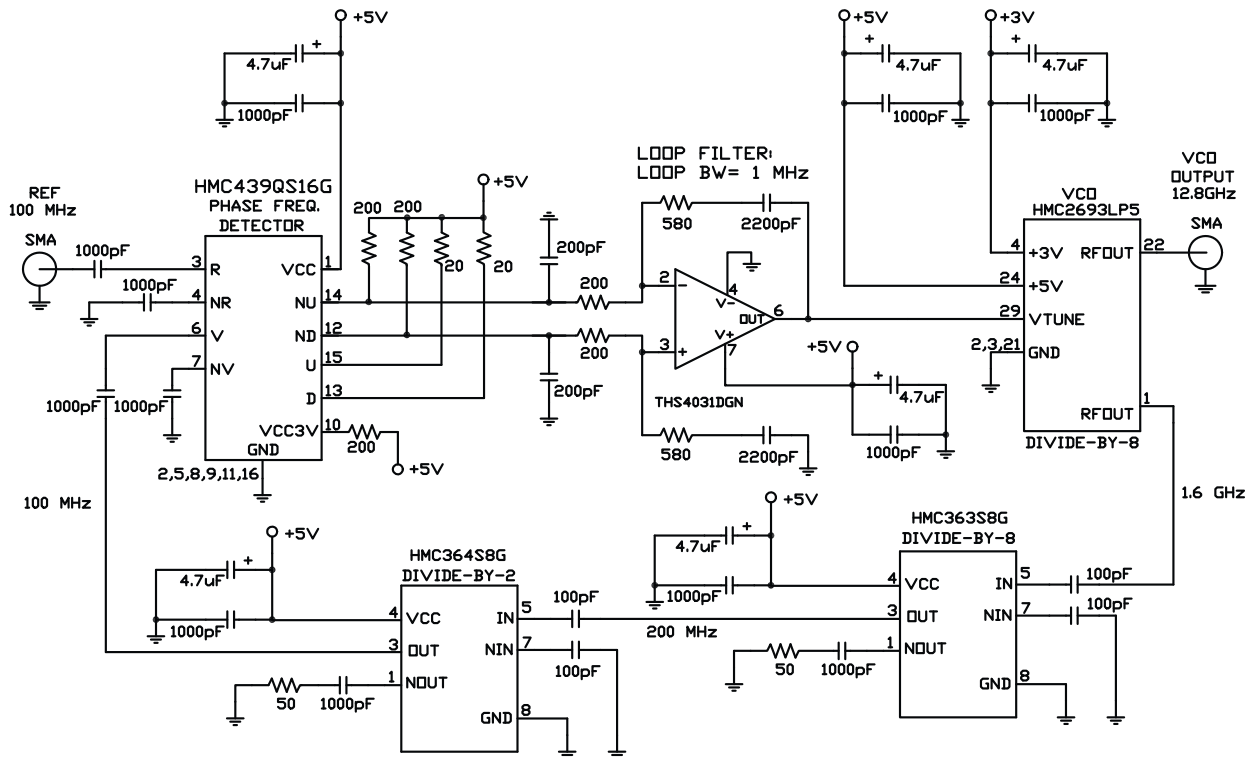 +5V
+
4.7uF
1000pF
+5V
+
4.7uF
1000pF
+3V
+
4.7uF
1000pF
LOOP FILTER:
LOOP BW= 1 MHz
REF
100 MHz
SMA
1000pF
1000pF
HMC439QS16G
PHASE FREQ.
DETECTOR
3 R
4 NR
6 V
7 NV
VCC 1
NU 14
ND 12
U 15
D 13
VCC3V 10
GND
2,5,8,9,11,16
1000pF
1000pF
200
+5V
200
200
20
20
+5V
200pF
200
200
200pF
580
2200pF
2
-
3
+
4
V-
OUT
6
V+
7
THS4031DGN
580
2200pF
+5V
+
4.7uF
1000pF
VCO
HMC2693LP5
4 +3V
24 +5V
29 VTUNE
2,3,21 GND
RFOUT 22
RFOUT 1
DIVIDE-BY-8
VCO
OUTPUT
12.8GHz
SMA
1.6 GHz
100 MHz
+5V
+
4.7uF
1000pF
HMC364S8G
DIVIDE-BY-2
4 VCC
3 OUT
1 NOUT
IN 5
NIN 7
GND 8
50
1000pF
100pF
100pF
200 MHz
+5V
+
4.7uF
1000pF
HMC363S8G
DIVIDE-BY-8
4 VCC
3 OUT
1 NOUT
IN 5
NIN 7
GND 8
50
1000pF
100pF
100pF